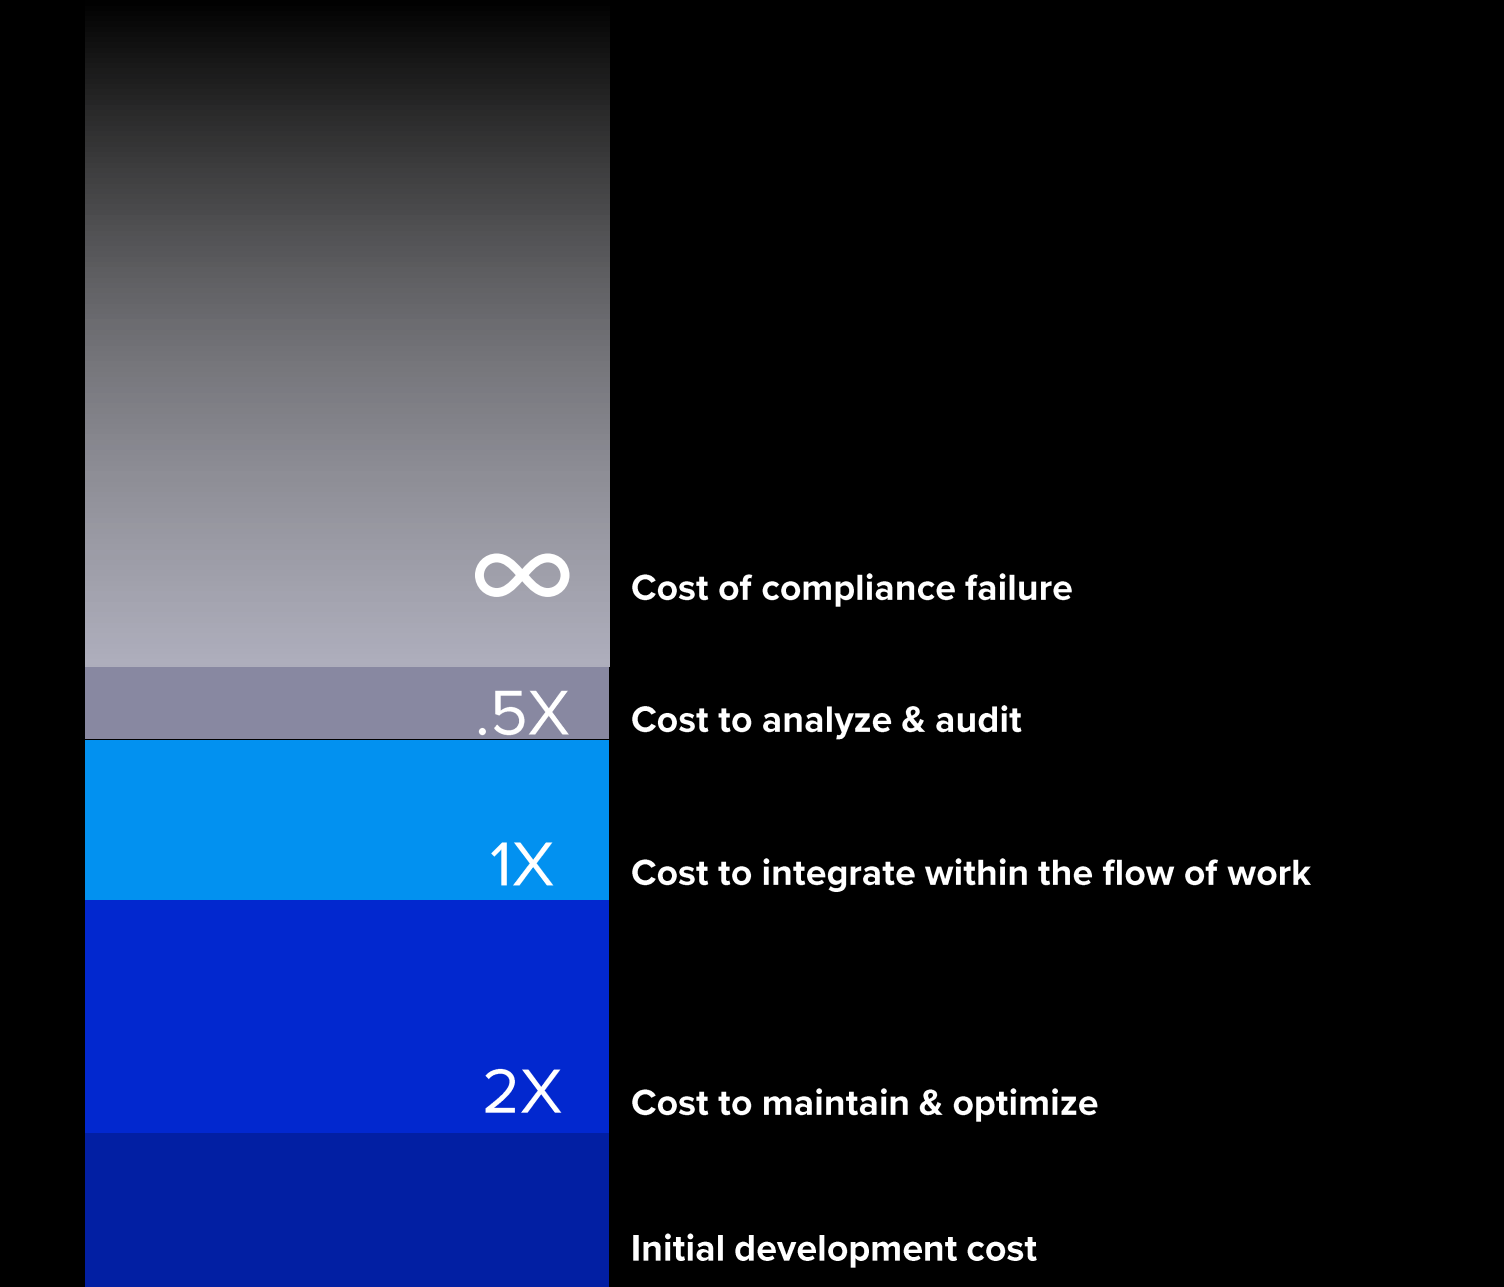 ∞ Cost of compliance failure
.5X Cost to analyze & audit
1X Cost to integrate within the flow of work
2X Cost to maintain & optimize
Initial development cost